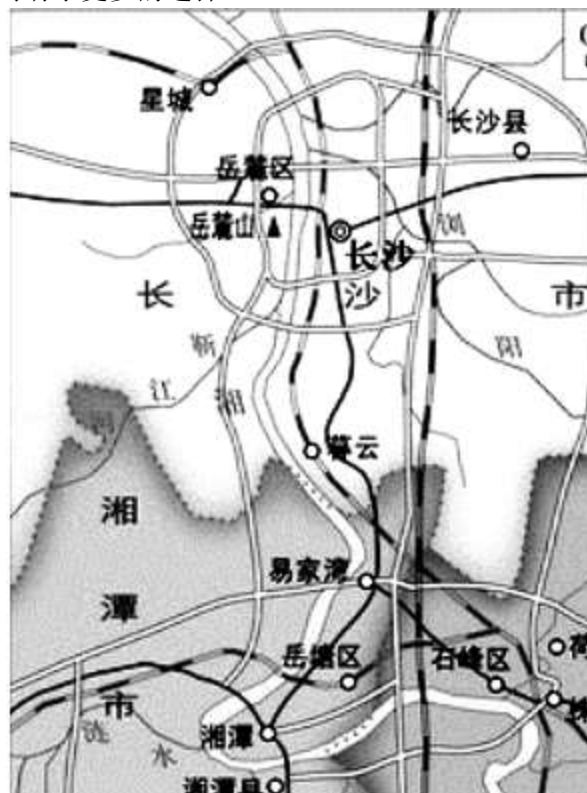 星城
长沙县
岳麓区
岳麓山
长沙
浏
长
沙
市
靳
江
湘
阳
暮云
湘
易家湾
潭
岳塘区
石峰区
市
涟
水
湘潭
湘潭县